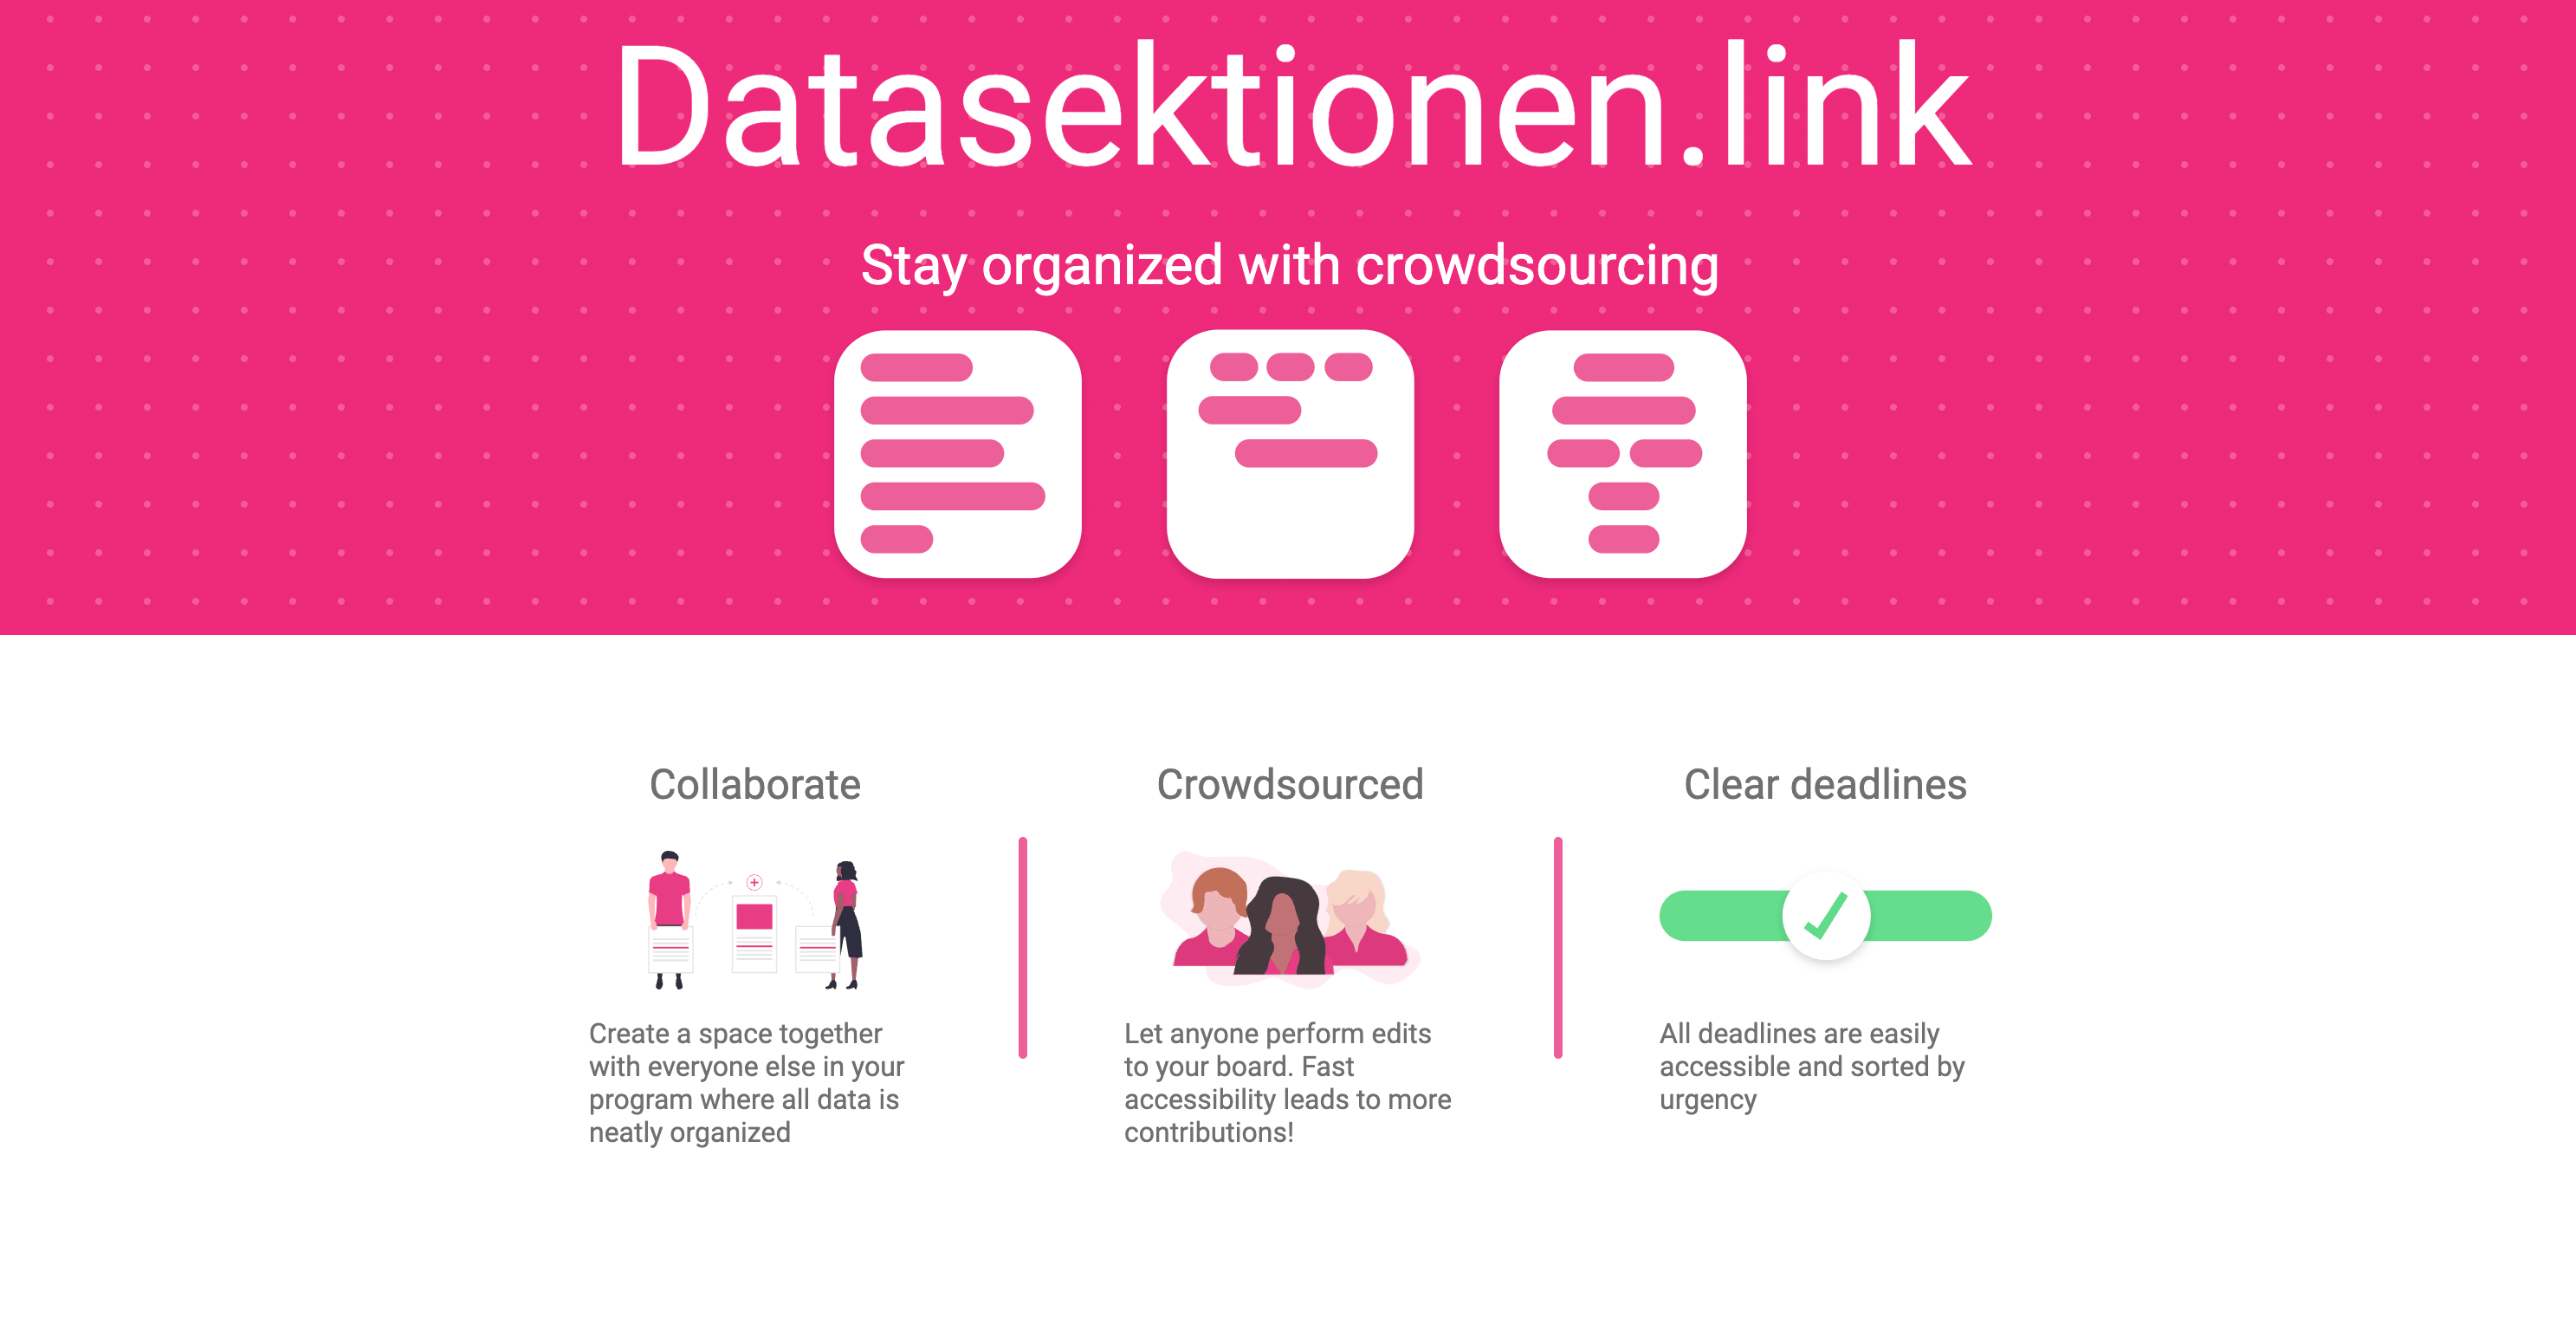 Datasektionen.link
Stay organized with crowdsourcing
Collaborate
Create a space together
with everyone else in your
program where all data is
neatly organized
Crowdsourced
Let anyone perform edits
to your board. Fast
accessibility leads to more
contributions!
Clear deadlines
All deadlines are easily
accessible and sorted by
urgency